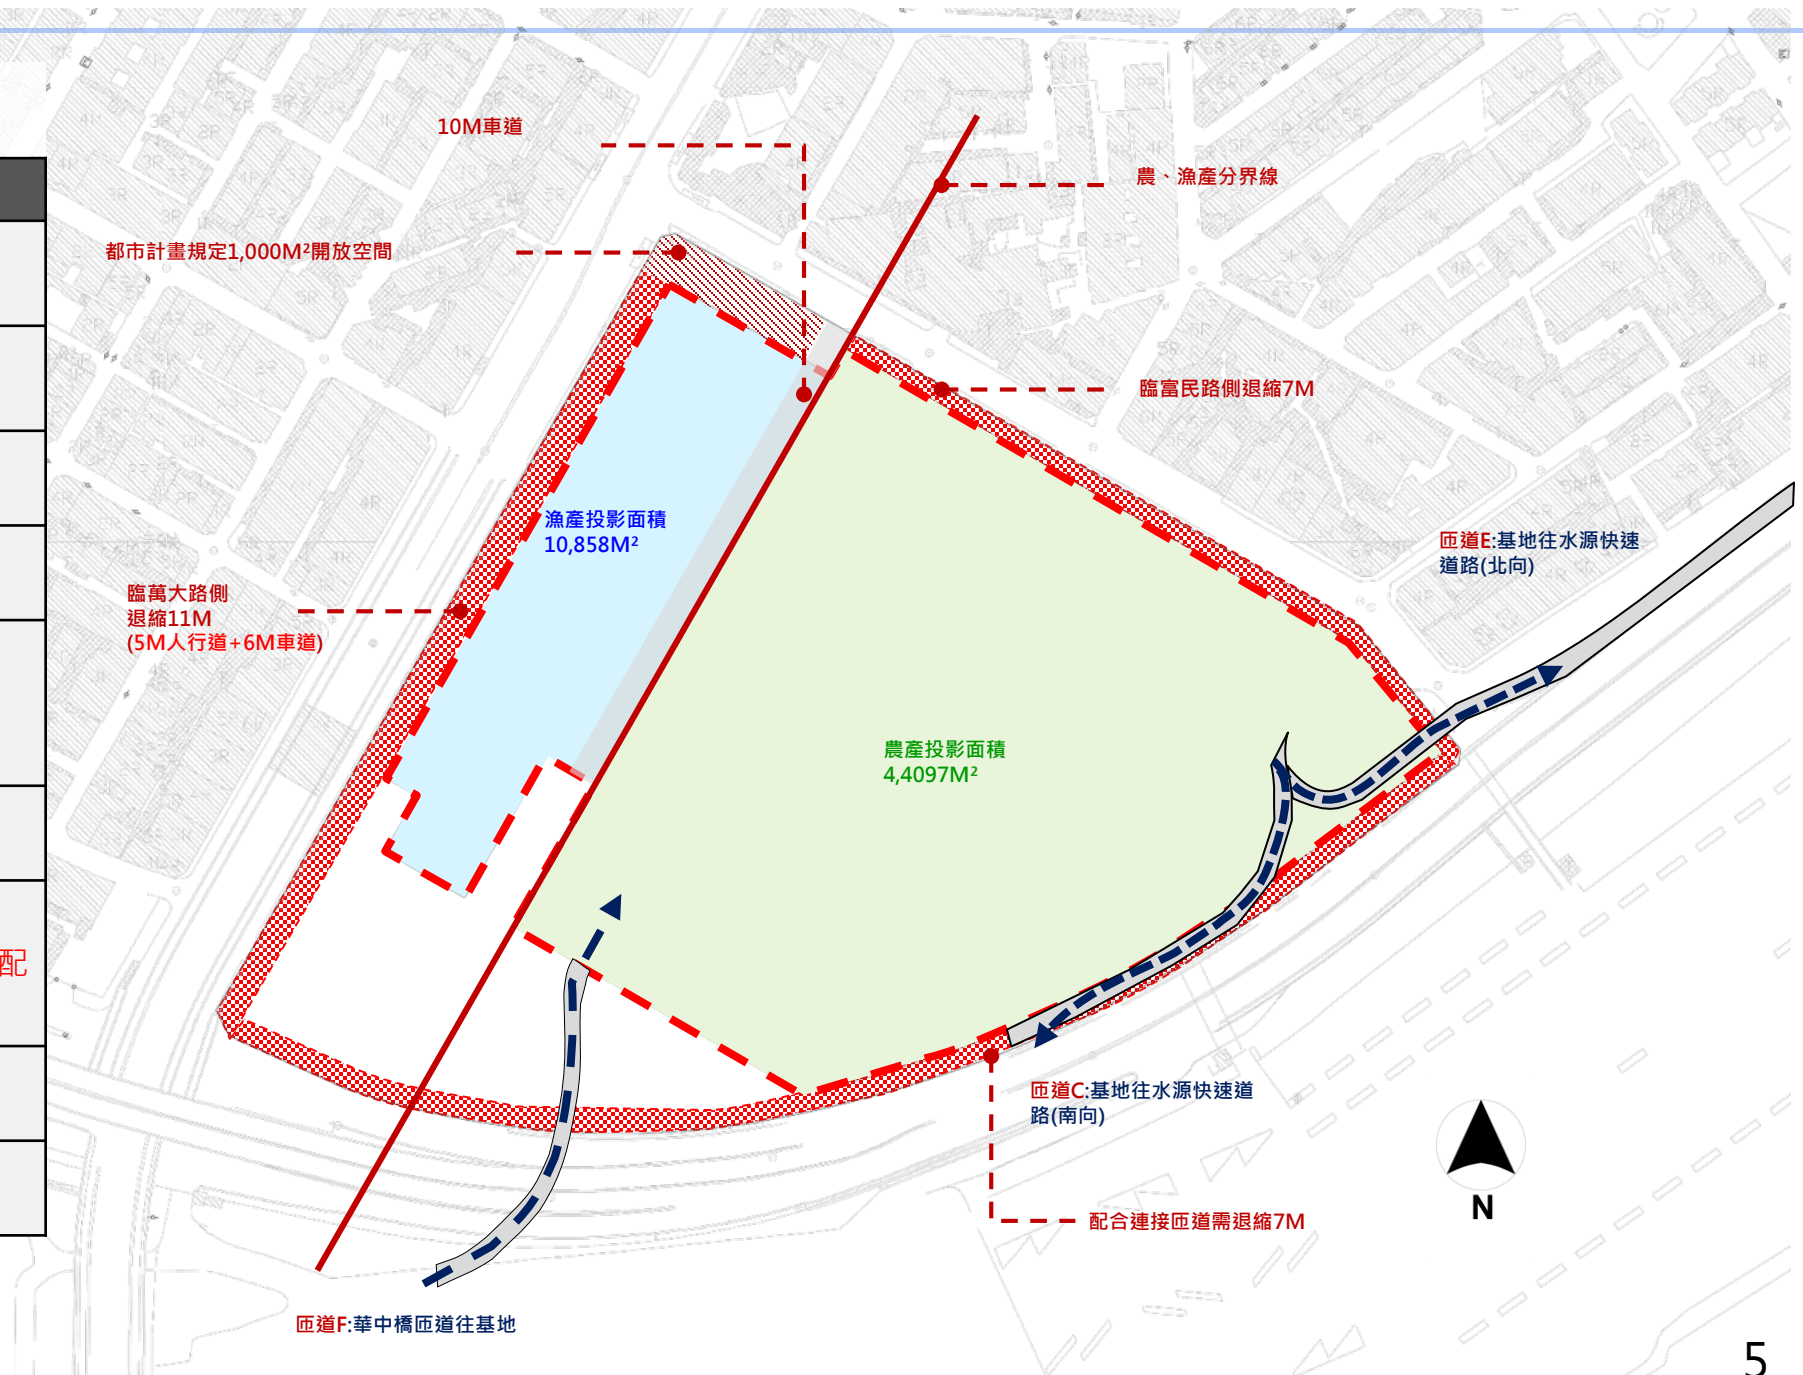 10M車道
農、漁產分界線
都市計畫規定1,000M²開放空間
臨富民路側退縮7M
漁產投影面積
10,858M²
匝道E:基地往水源快速
道路(北向)
臨萬大路側
退縮11M
(5M人行道+6M車道)
農產投影面積
4,4097M²
配
匝道C:基地往水源快速道
路(南向)
N
配合連接匝道需退縮7M
匝道F:華中橋匝道往基地
5